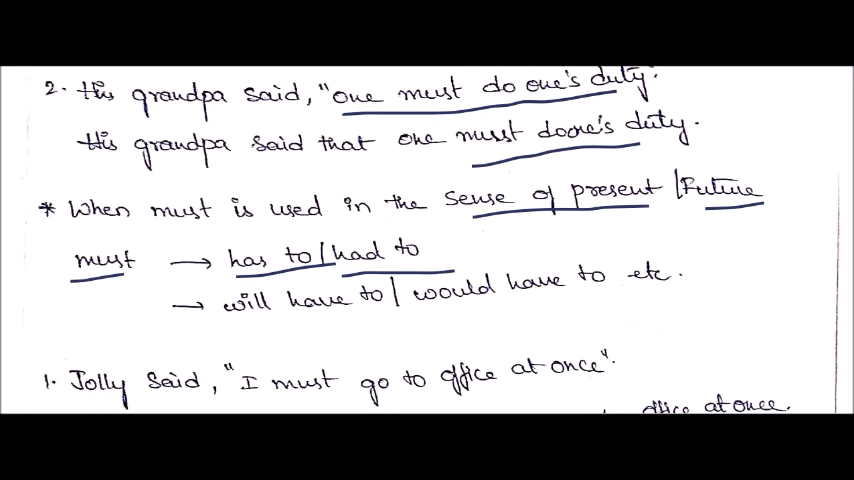 2. His grandpa said, "one must do one's duty".
His grandpa said that one musst do one's duty.
* When must is used in the sense of present / Future
must → has to / had to
→ will have to / would have to etc.
1. Jolly said, "I must go to office at once".
office at once.